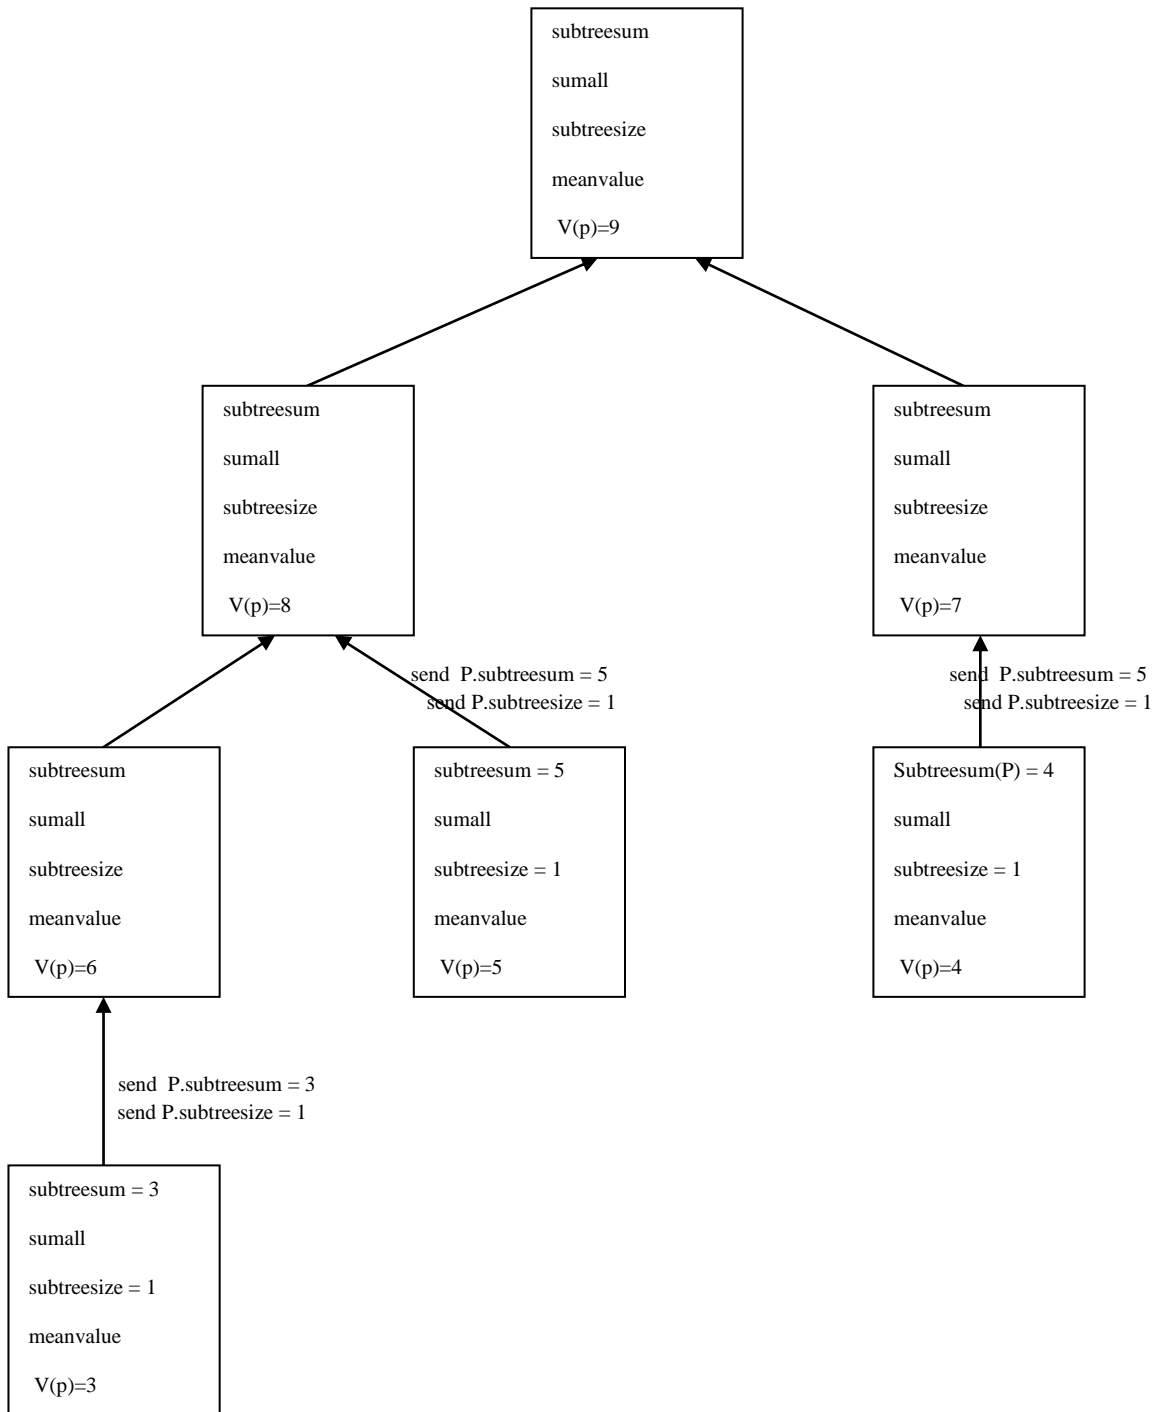 subtreesum
sumall
subtreesize
meanvalue
V(p)=9
subtreesum
sumall
subtreesize
meanvalue
V(p)=8
subtreesum
sumall
subtreesize
meanvalue
V(p)=7
send P.subtreesum = 5
send P.subtreesize = 1
send P.subtreesum = 5
send P.subtreesize = 1
subtreesum
sumall
subtreesize
meanvalue
V(p)=6
subtreesum = 5
sumall
subtreesize = 1
meanvalue
V(p)=5
Subtreesum(P) = 4
sumall
subtreesize = 1
meanvalue
V(p)=4
send P.subtreesum = 3
send P.subtreesize = 1
subtreesum = 3
sumall
subtreesize = 1
meanvalue
V(p)=3